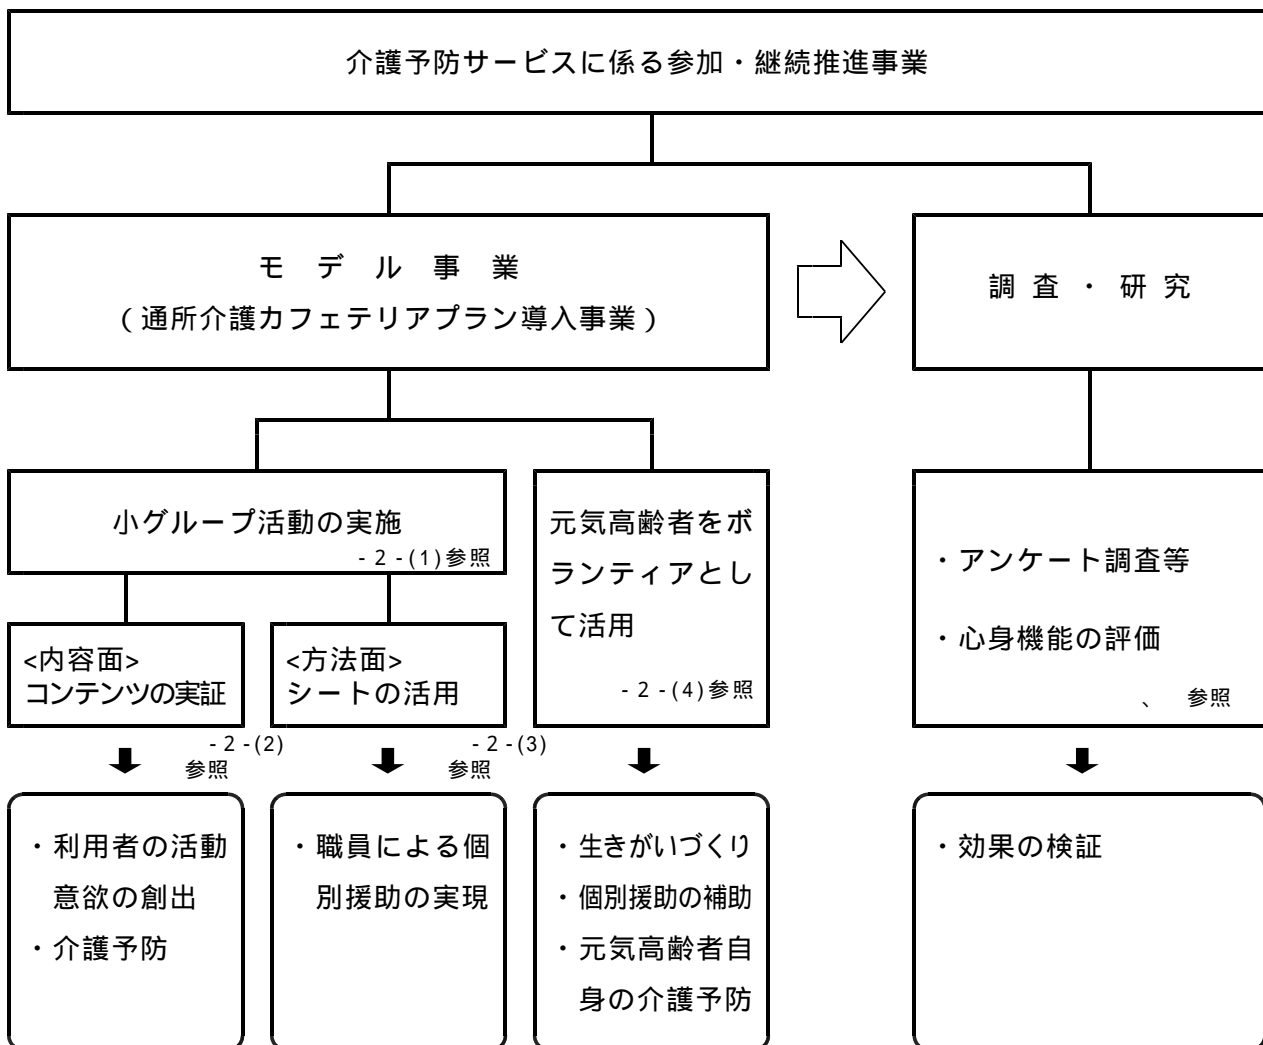 介護予防サービスに係る参加・継続推進事業
モデル事業
(通所介護カフェテリアプラン導入事業)
調査・研究
小グループ活動の実施
-2-(1)参照
元気高齢者をボ
ランティアとし
て活用
-2-(4)参照
・アンケート調査等
・心身機能の評価
、 参照
<内容面>
コンテンツの実証
<方法面>
シートの活用
-2-(2)
参照
-2-(3)
参照
・利用者の活動
意欲の創出
・介護予防
・職員による個
別援助の実現
・生きがいづくり
・個別援助の補助
・元気高齢者自
身の介護予防
・効果の検証